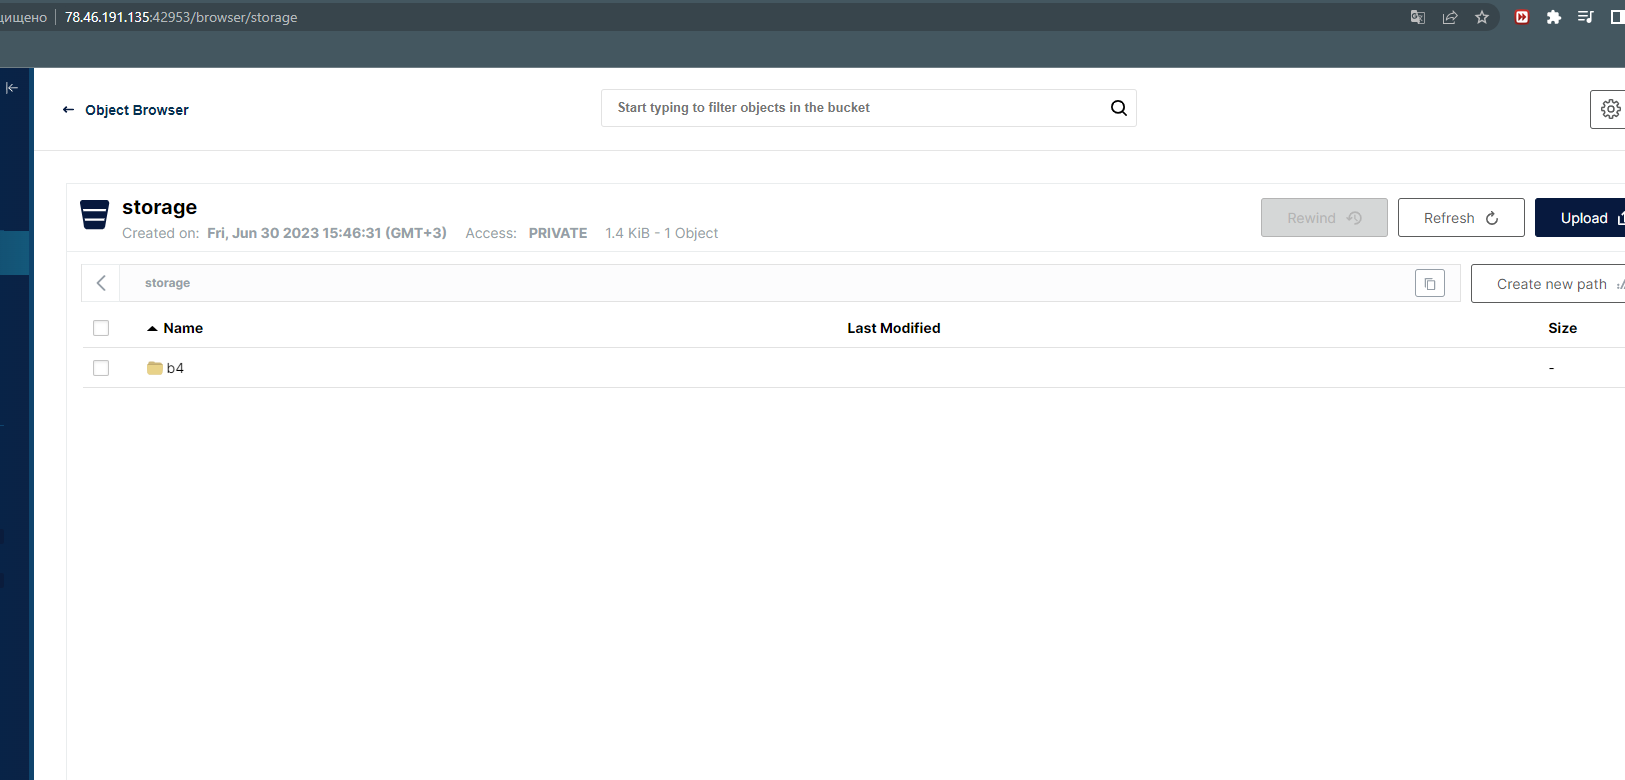 щищено 78.46.191.135:42953/browser/storage
Object Browser
Start typing to filter objects in the bucket
storage
Created on: Fri, Jun 30 2023 15:46:31 (GMT+3) Access: PRIVATE 1.4 KiB - 1 Object
Rewind
Refresh
Upload
storage
Create new path
Name Last Modified Size
b4 -